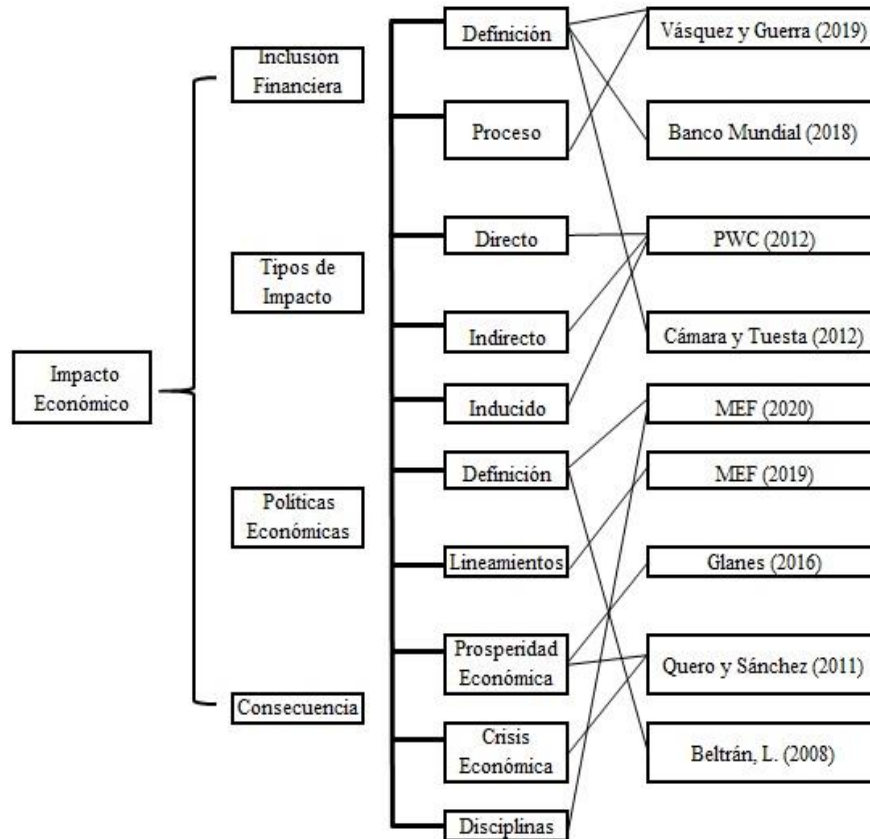 Impacto
Económico
Inclusión
Financiera
Tipos de
Impacto
Políticas
Económicas
Consecuencia
Definición
Proceso
Directo
Indirecto
Inducido
Definición
Lineamientos
Prosperidad
Económica
Crisis
Económica
Disciplinas
Vásquez y Guerra (2019)
Banco Mundial (2018)
PWC (2012)
Cámara y Tuesta (2012)
MEF (2020)
MEF (2019)
Glanes (2016)
Quero y Sánchez (2011)
Beltrán, L. (2008)